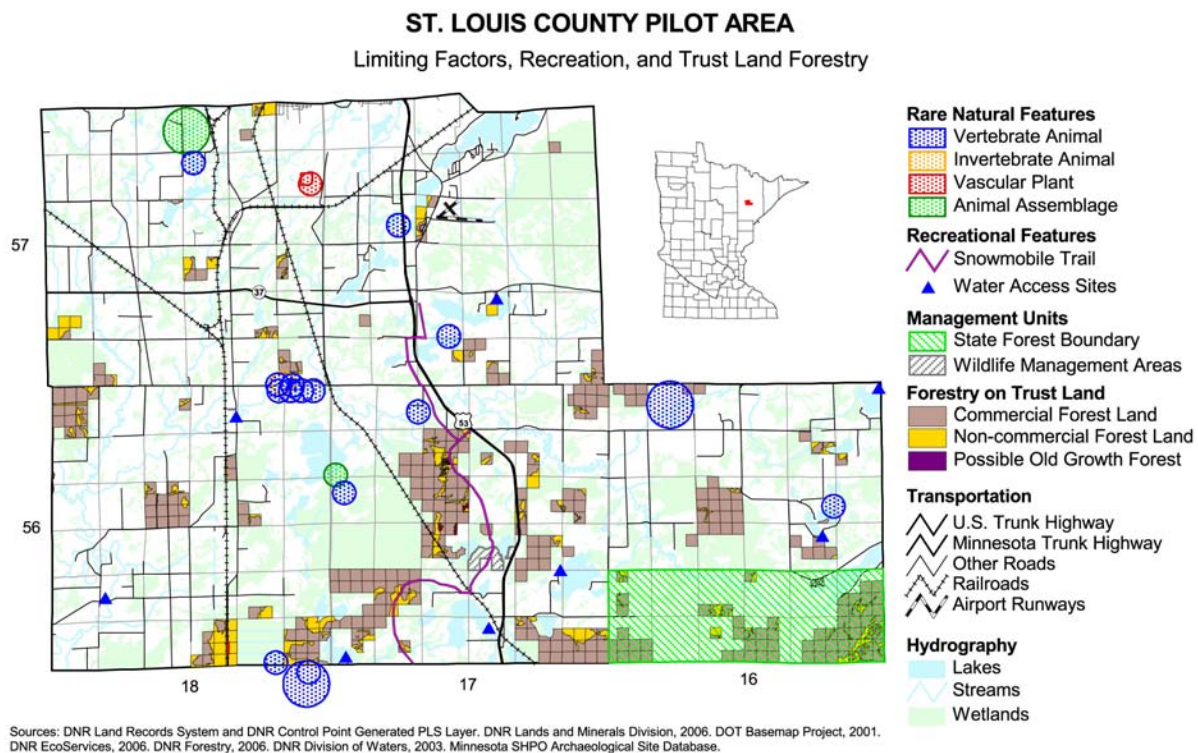 ST. LOUIS COUNTY PILOT AREA
Limiting Factors, Recreation, and Trust Land Forestry
57
56
18
17
16
37
53
Rare Natural Features
Vertebrate Animal
Invertebrate Animal
Vascular Plant
Animal Assemblage
Recreational Features
Snowmobile Trail
Water Access Sites
Management Units
State Forest Boundary
Wildlife Management Areas
Forestry on Trust Land
Commercial Forest Land
Non-commercial Forest Land
Possible Old Growth Forest
Transportation
U.S. Trunk Highway
Minnesota Trunk Highway
Other Roads
Railroads
Airport Runways
Hydrography
Lakes
Streams
Wetlands
Sources: DNR Land Records System and DNR Control Point Generated PLS Layer. DNR Lands and Minerals Division, 2006. DOT Basemap Project, 2001.
DNR EcoServices, 2006. DNR Forestry, 2006. DNR Division of Waters, 2003. Minnesota SHPO Archaeological Site Database.